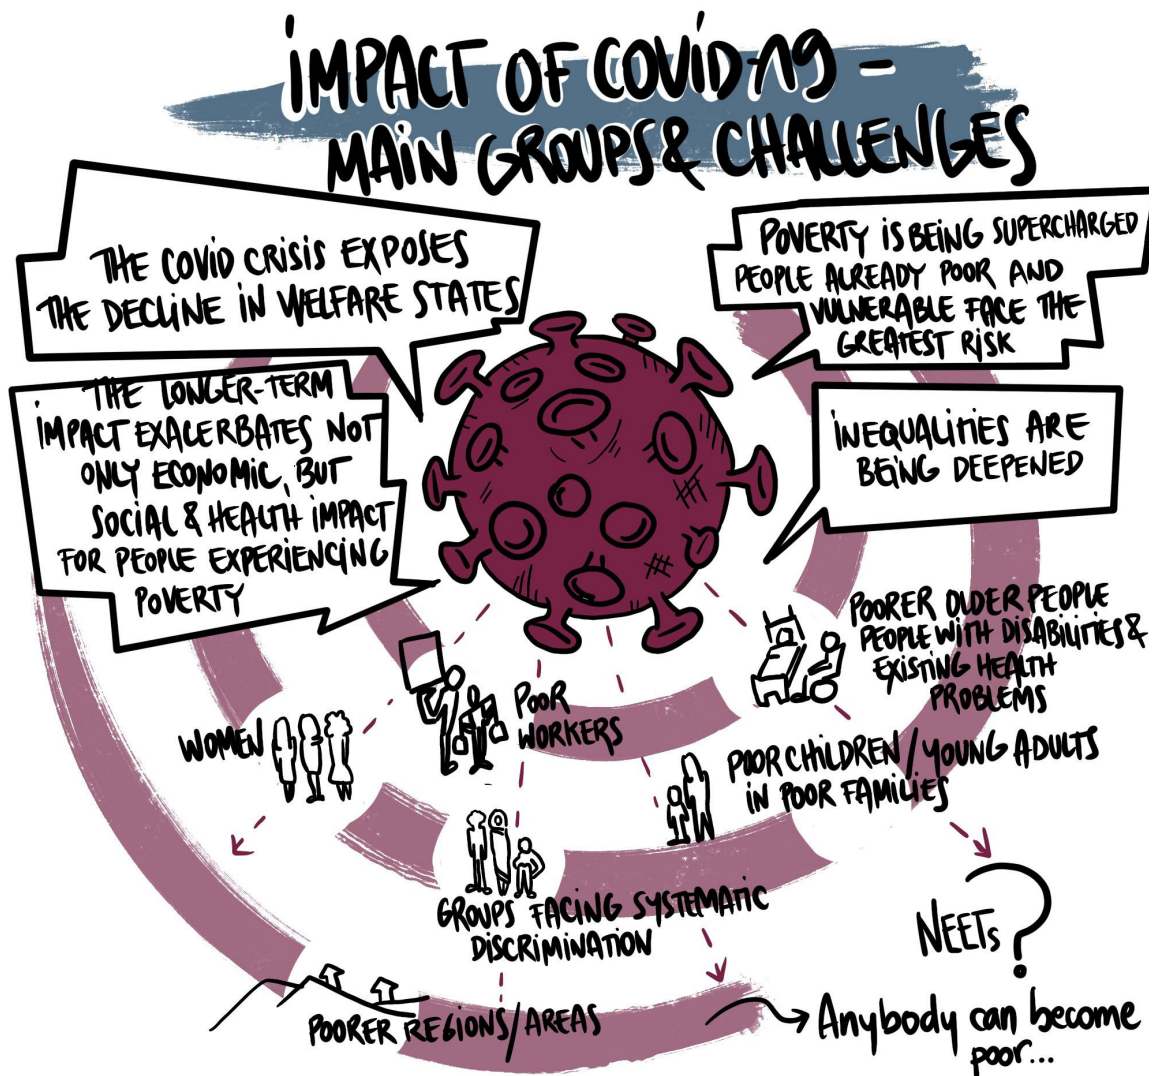 IMPACT OF COVID-19 -
MAIN GROUPS & CHALLENGES
THE COVID CRISIS EXPOSES
THE DECLINE IN WELFARE STATES
POVERTY IS BEING SUPERCHARGED
PEOPLE ALREADY POOR AND
VULNERABLE FACE THE
GREATEST RISK
THE LONGER-TERM
IMPACT EXACERBATES NOT
ONLY ECONOMIC, BUT
SOCIAL & HEALTH IMPACT
FOR PEOPLE EXPERIENCING
POVERTY
INEQUALITIES ARE
BEING DEEPENED
POORER OLDER PEOPLE
PEOPLE WITH DISABILITIES &
EXISTING HEALTH
PROBLEMS
WOMEN
POOR
WORKERS
POOR CHILDREN / YOUNG ADULTS
IN POOR FAMILIES
GROUPS FACING SYSTEMATIC
DISCRIMINATION
NEETs?
POORER REGIONS/AREAS
Anybody can become
poor...